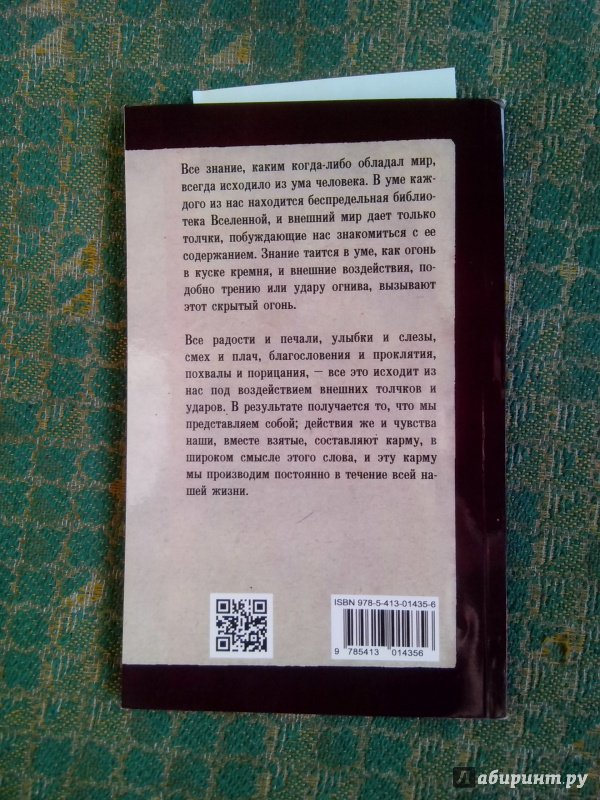 Все знание, каким когда-либо обладал мир,
всегда исходило из ума человека. В уме каж-
дого из нас находится беспредельная библио-
тека Вселенной, и внешний мир дает только
толчки, побуждающие нас знакомиться с ее
содержанием. Знание таится в уме, как огонь
в куске кремня, и внешние воздействия, по-
добно трению или удару огнива, вызывают
этот скрытый огонь.
Все радости и печали, улыбки и слезы,
смех и плач, благословения и проклятия,
похвалы и порицания, – все это исходит из
нас под воздействием внешних толчков и
ударов. В результате получается то, что мы
представляем собой; действия же и чувства
наши, вместе взятые, составляют карму, в
широком смысле этого слова, и эту карму
мы производим постоянно в течение всей на-
шей жизни.
ISBN 978-5-413-01435-6
9 785413 014356
абиринт.ру